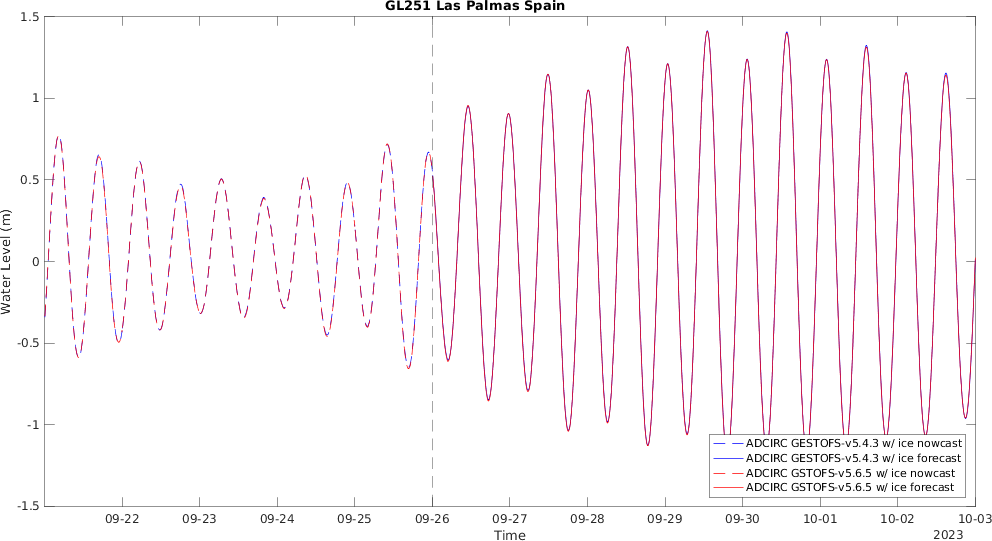 GL251 Las Palmas Spain
Water Level (m)
1.5
1
0.5
0
-0.5
-1
-1.5
09-22 09-23 09-24 09-25 09-26 09-27 09-28 09-29 09-30 10-01 10-02 10-03
Time
2023
ADCIRC GESTOFS-v5.4.3 w/ ice nowcast
ADCIRC GESTOFS-v5.4.3 w/ ice forecast
ADCIRC GSTOFS-v5.6.5 w/ ice nowcast
ADCIRC GSTOFS-v5.6.5 w/ ice forecast